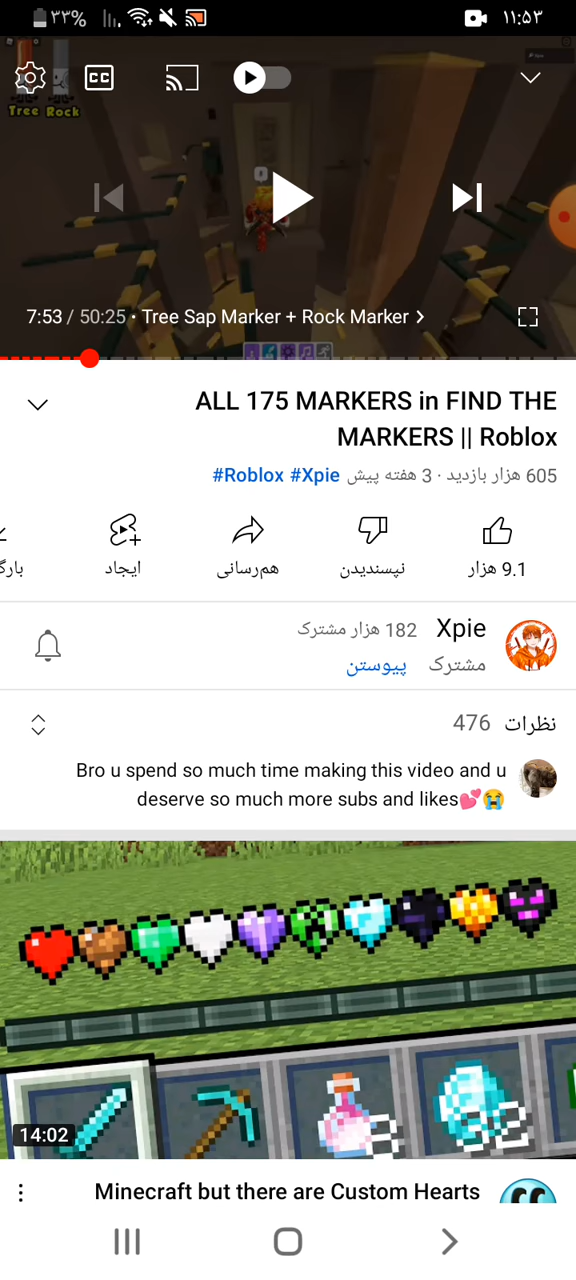 ۳۳%
۱۱:۵۳
CC
Tree Rock
7:53 / 50:25 · Tree Sap Marker + Rock Marker
ALL 175 MARKERS in FIND THE
MARKERS || Roblox
605 هزار بازدید · 3 هفته پیش #Roblox #Xpie
9.1 هزار
نپسندیدن
هم‌رسانی
ایجاد
بارگ
Xpie 182 هزار مشترک
مشترک پیوستن
نظرات 476
Bro u spend so much time making this video and u
deserve so much more subs and likes💕😭
14:02
Minecraft but there are Custom Hearts